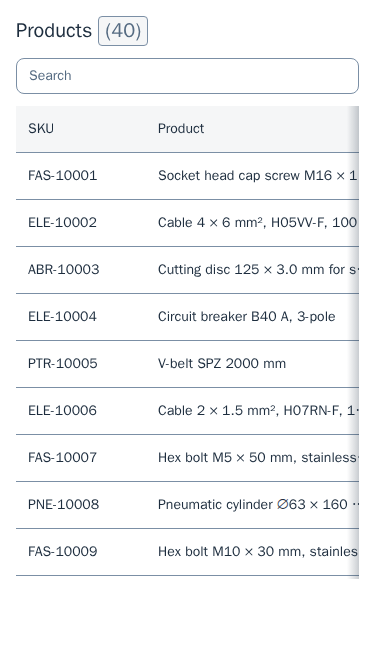 Products (40)
Search
SKU Product
FAS-10001 Socket head cap screw M16 × 1
ELE-10002 Cable 4 × 6 mm², H05VV-F, 100
ABR-10003 Cutting disc 125 × 3.0 mm for s
ELE-10004 Circuit breaker B40 A, 3-pole
PTR-10005 V-belt SPZ 2000 mm
ELE-10006 Cable 2 × 1.5 mm², H07RN-F, 1
FAS-10007 Hex bolt M5 × 50 mm, stainless
PNE-10008 Pneumatic cylinder ∅63 × 160
FAS-10009 Hex bolt M10 × 30 mm, stainles